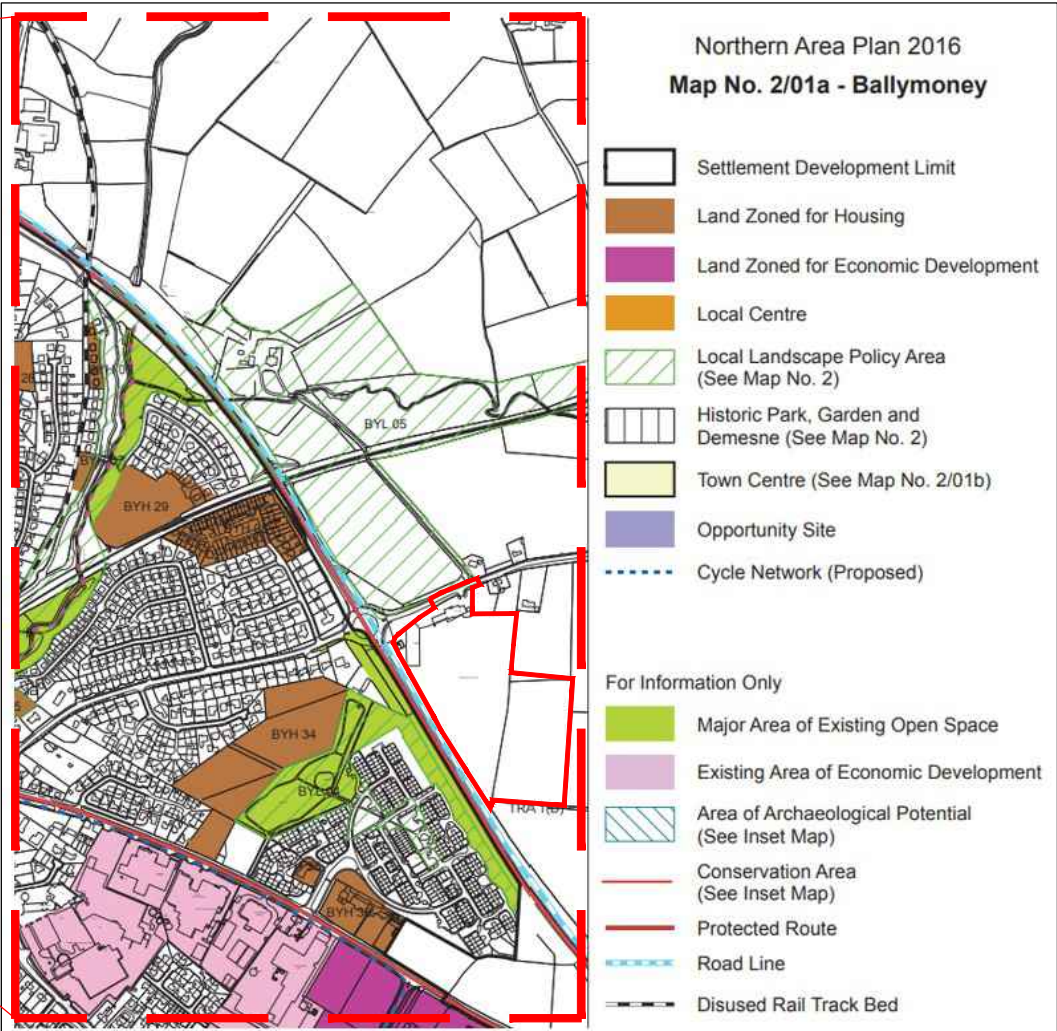 Northern Area Plan 2016
Map No. 2/01a - Ballymoney
Settlement Development Limit
Land Zoned for Housing
Land Zoned for Economic Development
Local Centre
Local Landscape Policy Area
(See Map No. 2)
Historic Park, Garden and
Demesne (See Map No. 2)
Town Centre (See Map No. 2/01b)
Opportunity Site
Cycle Network (Proposed)
For Information Only
Major Area of Existing Open Space
Existing Area of Economic Development
Area of Archaeological Potential
(See Inset Map)
Conservation Area
(See Inset Map)
Protected Route
Road Line
Disused Rail Track Bed
BYL 05
BYH 29
BYH 34